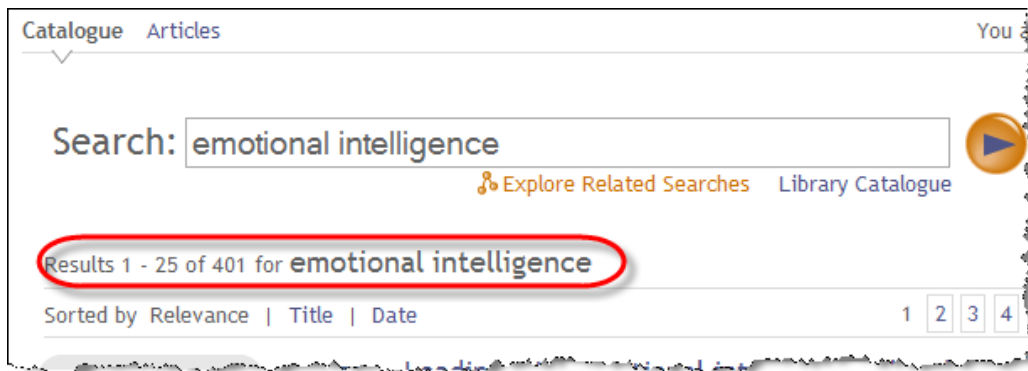 Catalogue Articles You
Search: emotional intelligence
Explore Related Searches Library Catalogue
Results 1 - 25 of 401 for emotional intelligence
Sorted by Relevance | Title | Date 1 2 3 4